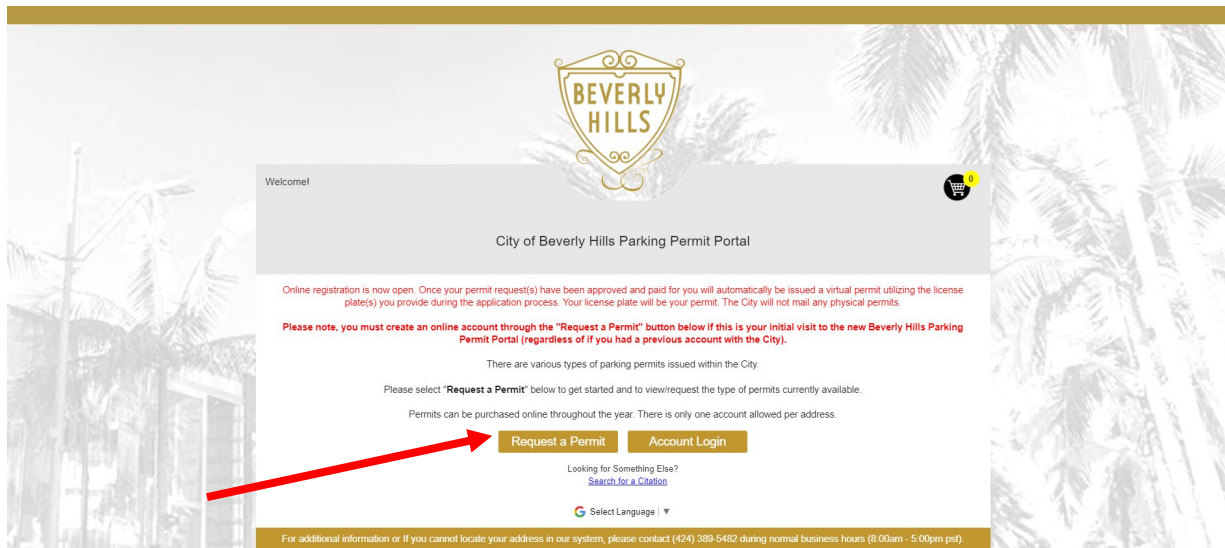 BEVERLY
HILLS
Welcome!
0
City of Beverly Hills Parking Permit Portal
Online registration is now open. Once your permit request(s) have been approved and paid for you will automatically be issued a virtual permit utilizing the license
plate(s) you provide during the application process. Your license plate will be your permit. The City will not mail any physical permits.
Please note, you must create an online account through the "Request a Permit" button below if this is your initial visit to the new Beverly Hills Parking
Permit Portal (regardless of if you had a previous account with the City).
There are various types of parking permits issued within the City.
Please select "Request a Permit" below to get started and to view/request the type of permits currently available.
Permits can be purchased online throughout the year. There is only one account allowed per address.
Request a Permit Account Login
Looking for Something Else?
Search for a Citation
G Select Language | ▼
For additional information or If you cannot locate your address in our system, please contact (424) 389-5482 during normal business hours (8:00am - 5:00pm pst).